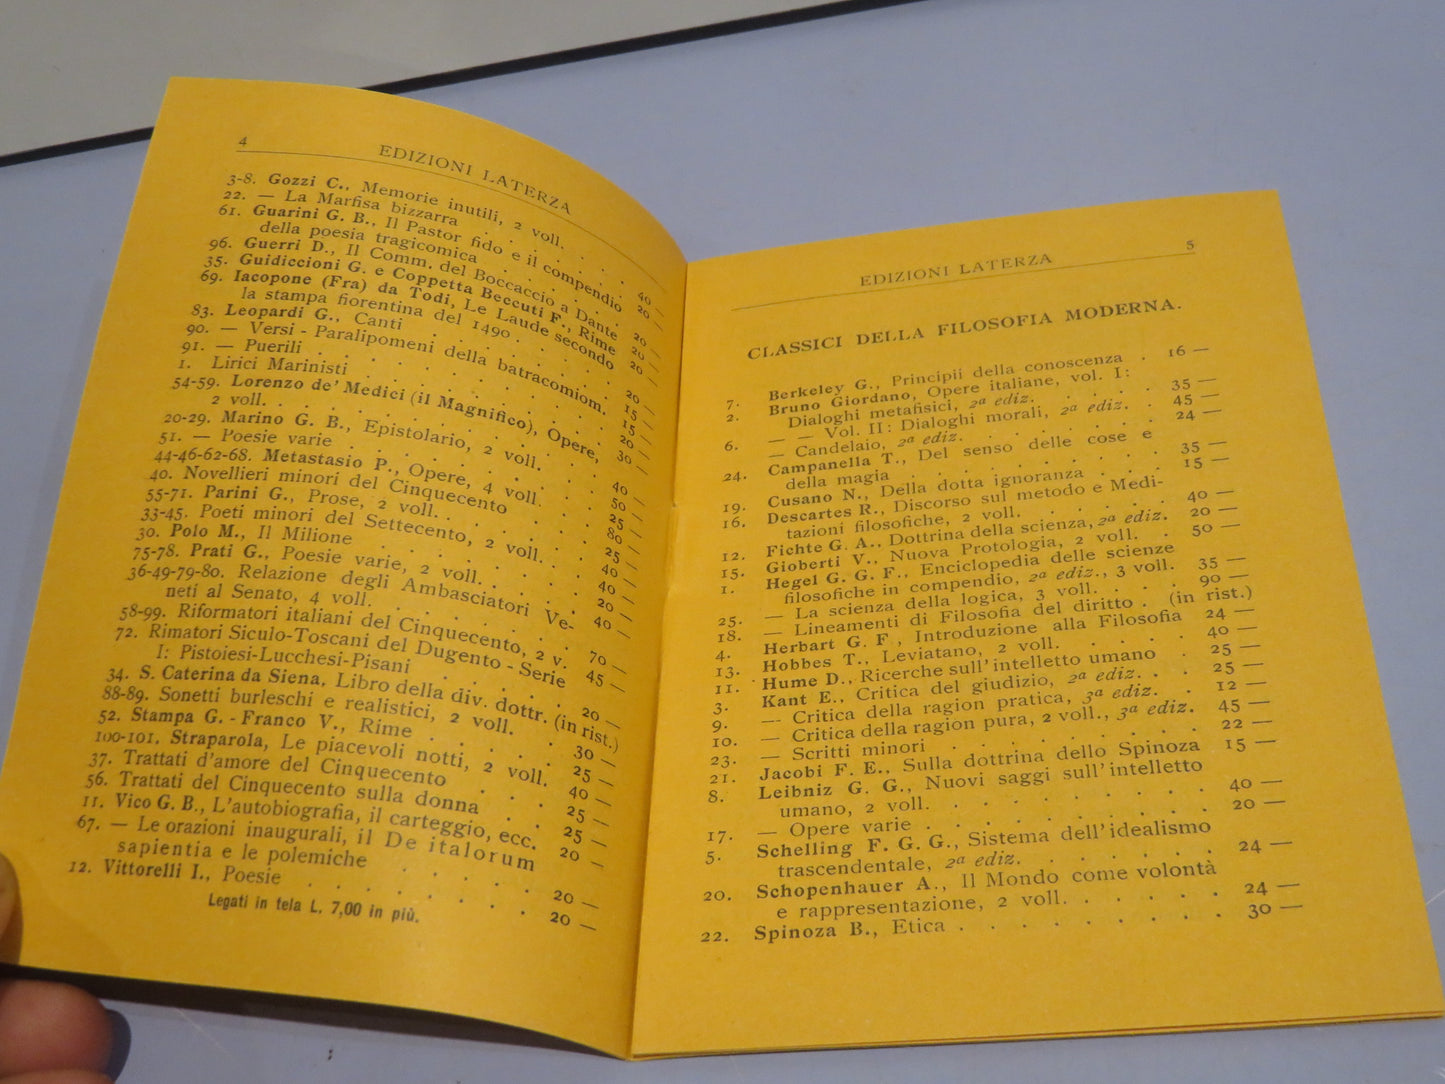 4
EDIZIONI LATERZA
3-8. Gozzi C., Memorie inutili, 2 voll.
22. — La Marfisa bizzarra . . . . 40 —
61. Guarini G. B., Il Pastor fido e il compendio
della poesia tragicomica . . . . 20 —
96. Guerri D., Il Comm. del Boccaccio a Dante
35. Guidiccioni G. e Coppetta Beccuti F., Rime 20 —
69. Iacopone (Fra) da Todi, Le Laude secondo
la stampa fiorentina del 1490 . . . .
83. Leopardi G., Canti . . . . 20 —
90. — Versi - Paralipomeni della batracomiom. 15 —
91. — Puerili . . . . 15 —
1. Lirici Marinisti . . . . 20 —
54-59. Lorenzo de' Medici (il Magnifico), Opere,
2 voll. . . . . 30 —
20-29. Marino G. B., Epistolario, 2 voll. . . 40 —
51. — Poesie varie . . . .
44-46-62-68. Metastasio P., Opere, 4 voll. . .
40. Novellieri minori del Cinquecento . . . 25 —
55-71. Parini G., Prose, 2 voll. . . .
33-45. Poeti minori del Settecento, 2 voll. . .
30. Polo M., Il Milione . . . .
75-78. Prati G., Poesie varie, 2 voll. . . . 40 —
36-49-79-80. Relazione degli Ambasciatori Ve-
neti al Senato, 4 voll. . . .
58-99. Riformatori italiani del Cinquecento, 2 v. 70 —
72. Rimatori Siculo-Toscani del Dugento - Serie
I: Pistoiesi-Lucchesi-Pisani . . . . 45 —
34. S. Caterina da Siena, Libro della div. dottr. (in rist.)
88-89. Sonetti burleschi e realistici, 2 voll. . . 20 —
52. Stampa G. - Franco V., Rime . . . . 30 —
100-101. Straparola, Le piacevoli notti, 2 voll. 25 —
37. Trattati d'amore del Cinquecento . . . 40 —
56. Trattati del Cinquecento sulla donna . . 25 —
11. Vico G. B., L'autobiografia, il carteggio, ecc. 25 —
67. — Le orazioni inaugurali, il De italorum
sapientia e le polemiche . . . . 20 —
12. Vittorelli I., Poesie . . . . 20 —
Legati in tela L. 7,00 in più.
5
EDIZIONI LATERZA
CLASSICI DELLA FILOSOFIA MODERNA.
7. Berkeley G., Principii della conoscenza . 16 —
2. Bruno Giordano, Opere italiane, vol. I:
Dialoghi metafisici, 2ª ediz. . . . 35 —
6. — — Vol. II: Dialoghi morali, 2ª ediz. . 45 —
— Candelaio, 2ª ediz. . . . . 24 —
24. Campanella T., Del senso delle cose e
della magia . . . .
19. Cusano N., Della dotta ignoranza . . . 35 —
16. Descartes R., Discorso sul metodo e Medi-
tazioni filosofiche, 2 voll. . . . 40 —
12. Fichte G. A., Dottrina della scienza, 2ª ediz. 20 —
15. Gioberti V., Nuova Protologia, 2 voll. . 50 —
1. Hegel G. G. F., Enciclopedia delle scienze
filosofiche in compendio, 2ª ediz., 3 voll. 35 —
25. — La scienza della logica, 3 voll. . . . 90 —
18. — Lineamenti di Filosofia del diritto . (in rist.)
4. Herbart G. F., Introduzione alla Filosofia 24 —
13. Hobbes T., Leviatano, 2 voll. . . . 40 —
11. Hume D., Ricerche sull'intelletto umano . 25 —
3. Kant E., Critica del giudizio, 2ª ediz. . . 25 —
9. — Critica della ragion pratica, 3ª ediz. . 12 —
10. — Critica della ragion pura, 2 voll., 3ª ediz. 45 —
23. — Scritti minori . . . . 22 —
21. Jacobi F. E., Sulla dottrina dello Spinoza 15 —
8. Leibniz G. G., Nuovi saggi sull'intelletto
umano, 2 voll. . . . . 40 —
17. — Opere varie . . . . 20 —
5. Schelling F. G. G., Sistema dell'idealismo
trascendentale, 2ª ediz. . . . 24 —
20. Schopenhauer A., Il Mondo come volontà
e rappresentazione, 2 voll. . . . . 24 —
22. Spinoza B., Etica . . . . 30 —